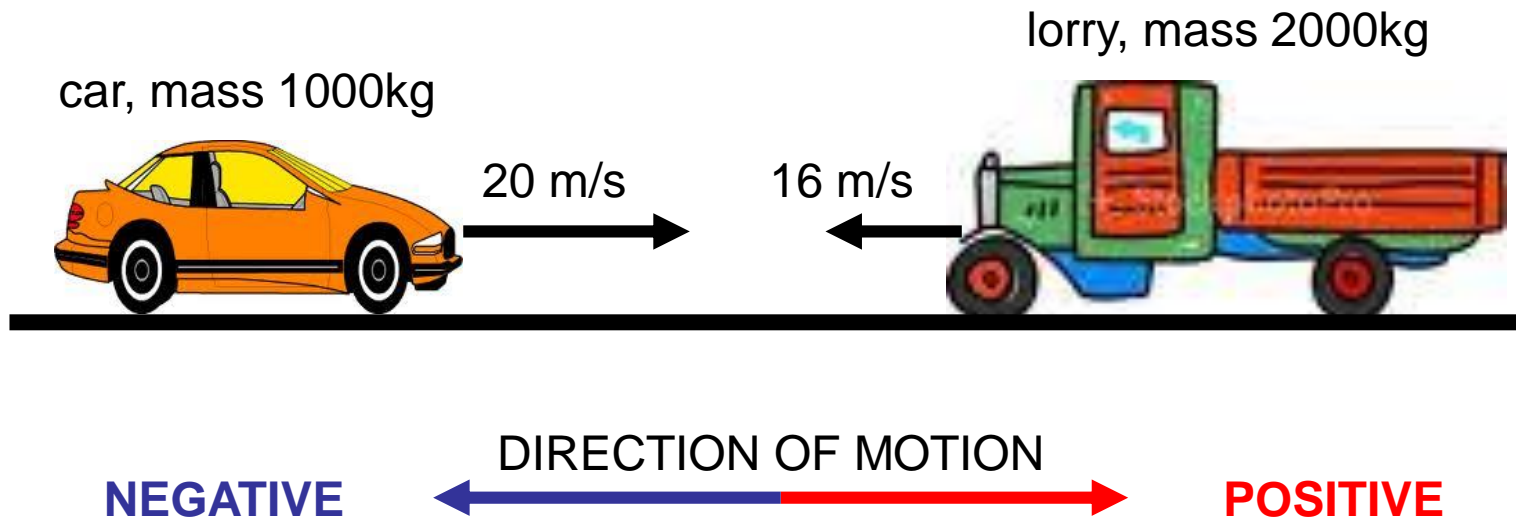 lorry, mass 2000kg
car, mass 1000kg
20 m/s
16 m/s
DIRECTION OF MOTION
NEGATIVE
POSITIVE